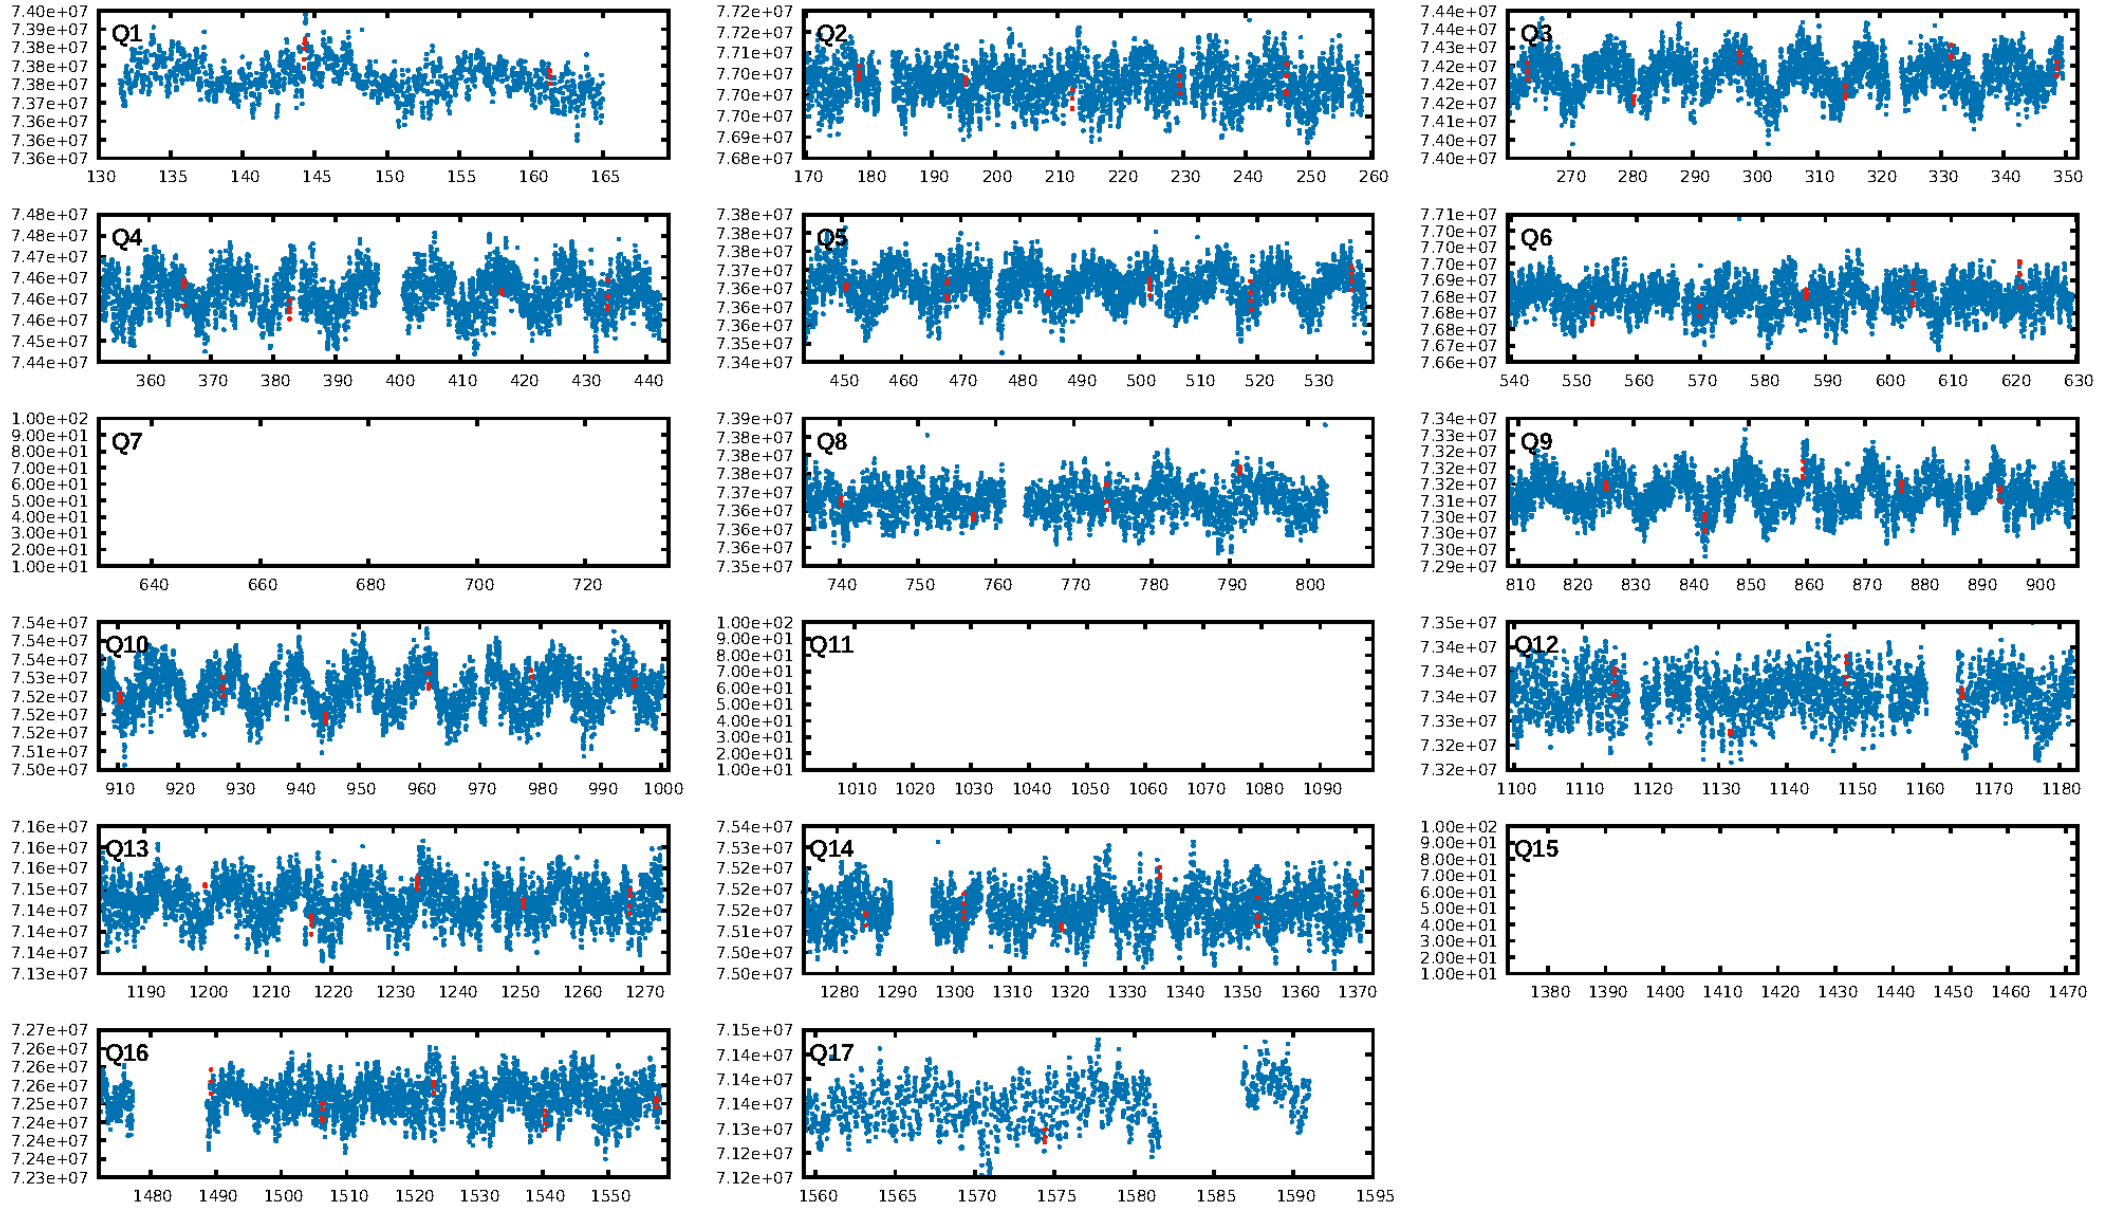 7.40e+07
7.39e+07
7.38e+07
7.38e+07
7.38e+07
7.37e+07
7.36e+07
7.36e+07
Q1
130 135 140 145 150 155 160 165
7.72e+07
7.72e+07
7.71e+07
7.70e+07
7.70e+07
7.70e+07
7.69e+07
7.68e+07
Q2
170 180 190 200 210 220 230 240 250 260
7.44e+07
7.44e+07
7.43e+07
7.42e+07
7.42e+07
7.42e+07
7.41e+07
7.40e+07
7.40e+07
Q3
270 280 290 300 310 320 330 340 350
7.48e+07
7.48e+07
7.47e+07
7.46e+07
7.46e+07
7.46e+07
7.45e+07
7.44e+07
Q4
360 370 380 390 400 410 420 430 440
7.38e+07
7.38e+07
7.38e+07
7.37e+07
7.36e+07
7.36e+07
7.36e+07
7.35e+07
7.34e+07
Q5
450 460 470 480 490 500 510 520 530
7.71e+07
7.70e+07
7.70e+07
7.70e+07
7.69e+07
7.68e+07
7.68e+07
7.68e+07
7.66e+07
7.66e+07
Q6
540 550 560 570 580 590 600 610 620 630
1.00e+02
9.00e+01
8.00e+01
7.00e+01
6.00e+01
5.00e+01
4.00e+01
3.00e+01
2.00e+01
1.00e+01
Q7
640 660 680 700 720
7.39e+07
7.38e+07
7.38e+07
7.38e+07
7.37e+07
7.36e+07
7.36e+07
7.36e+07
7.35e+07
Q8
740 750 760 770 780 790 800
7.34e+07
7.33e+07
7.32e+07
7.32e+07
7.31e+07
7.30e+07
7.30e+07
7.30e+07
7.29e+07
Q9
810 820 830 840 850 860 870 880 890 900
7.54e+07
7.54e+07
7.54e+07
7.53e+07
7.52e+07
7.52e+07
7.52e+07
7.51e+07
7.50e+07
Q10
910 920 930 940 950 960 970 980 990 1000
1.00e+02
9.00e+01
8.00e+01
7.00e+01
6.00e+01
5.00e+01
4.00e+01
3.00e+01
2.00e+01
1.00e+01
Q11
1010 1020 1030 1040 1050 1060 1070 1080 1090
7.35e+07
7.34e+07
7.34e+07
7.34e+07
7.33e+07
7.32e+07
7.32e+07
Q12
1100 1110 1120 1130 1140 1150 1160 1170 1180
7.16e+07
7.16e+07
7.16e+07
7.15e+07
7.14e+07
7.14e+07
7.14e+07
7.13e+07
Q13
1190 1200 1210 1220 1230 1240 1250 1260 1270
7.54e+07
7.53e+07
7.52e+07
7.52e+07
7.52e+07
7.51e+07
7.50e+07
7.50e+07
Q14
1280 1290 1300 1310 1320 1330 1340 1350 1360 1370
1.00e+02
9.00e+01
8.00e+01
7.00e+01
6.00e+01
5.00e+01
4.00e+01
3.00e+01
2.00e+01
1.00e+01
Q15
1380 1390 1400 1410 1420 1430 1440 1450 1460 1470
7.27e+07
7.26e+07
7.26e+07
7.26e+07
7.25e+07
7.24e+07
7.24e+07
7.24e+07
7.23e+07
Q16
1480 1490 1500 1510 1520 1530 1540 1550
7.15e+07
7.14e+07
7.14e+07
7.14e+07
7.13e+07
7.12e+07
7.12e+07
Q17
1560 1565 1570 1575 1580 1585 1590 1595